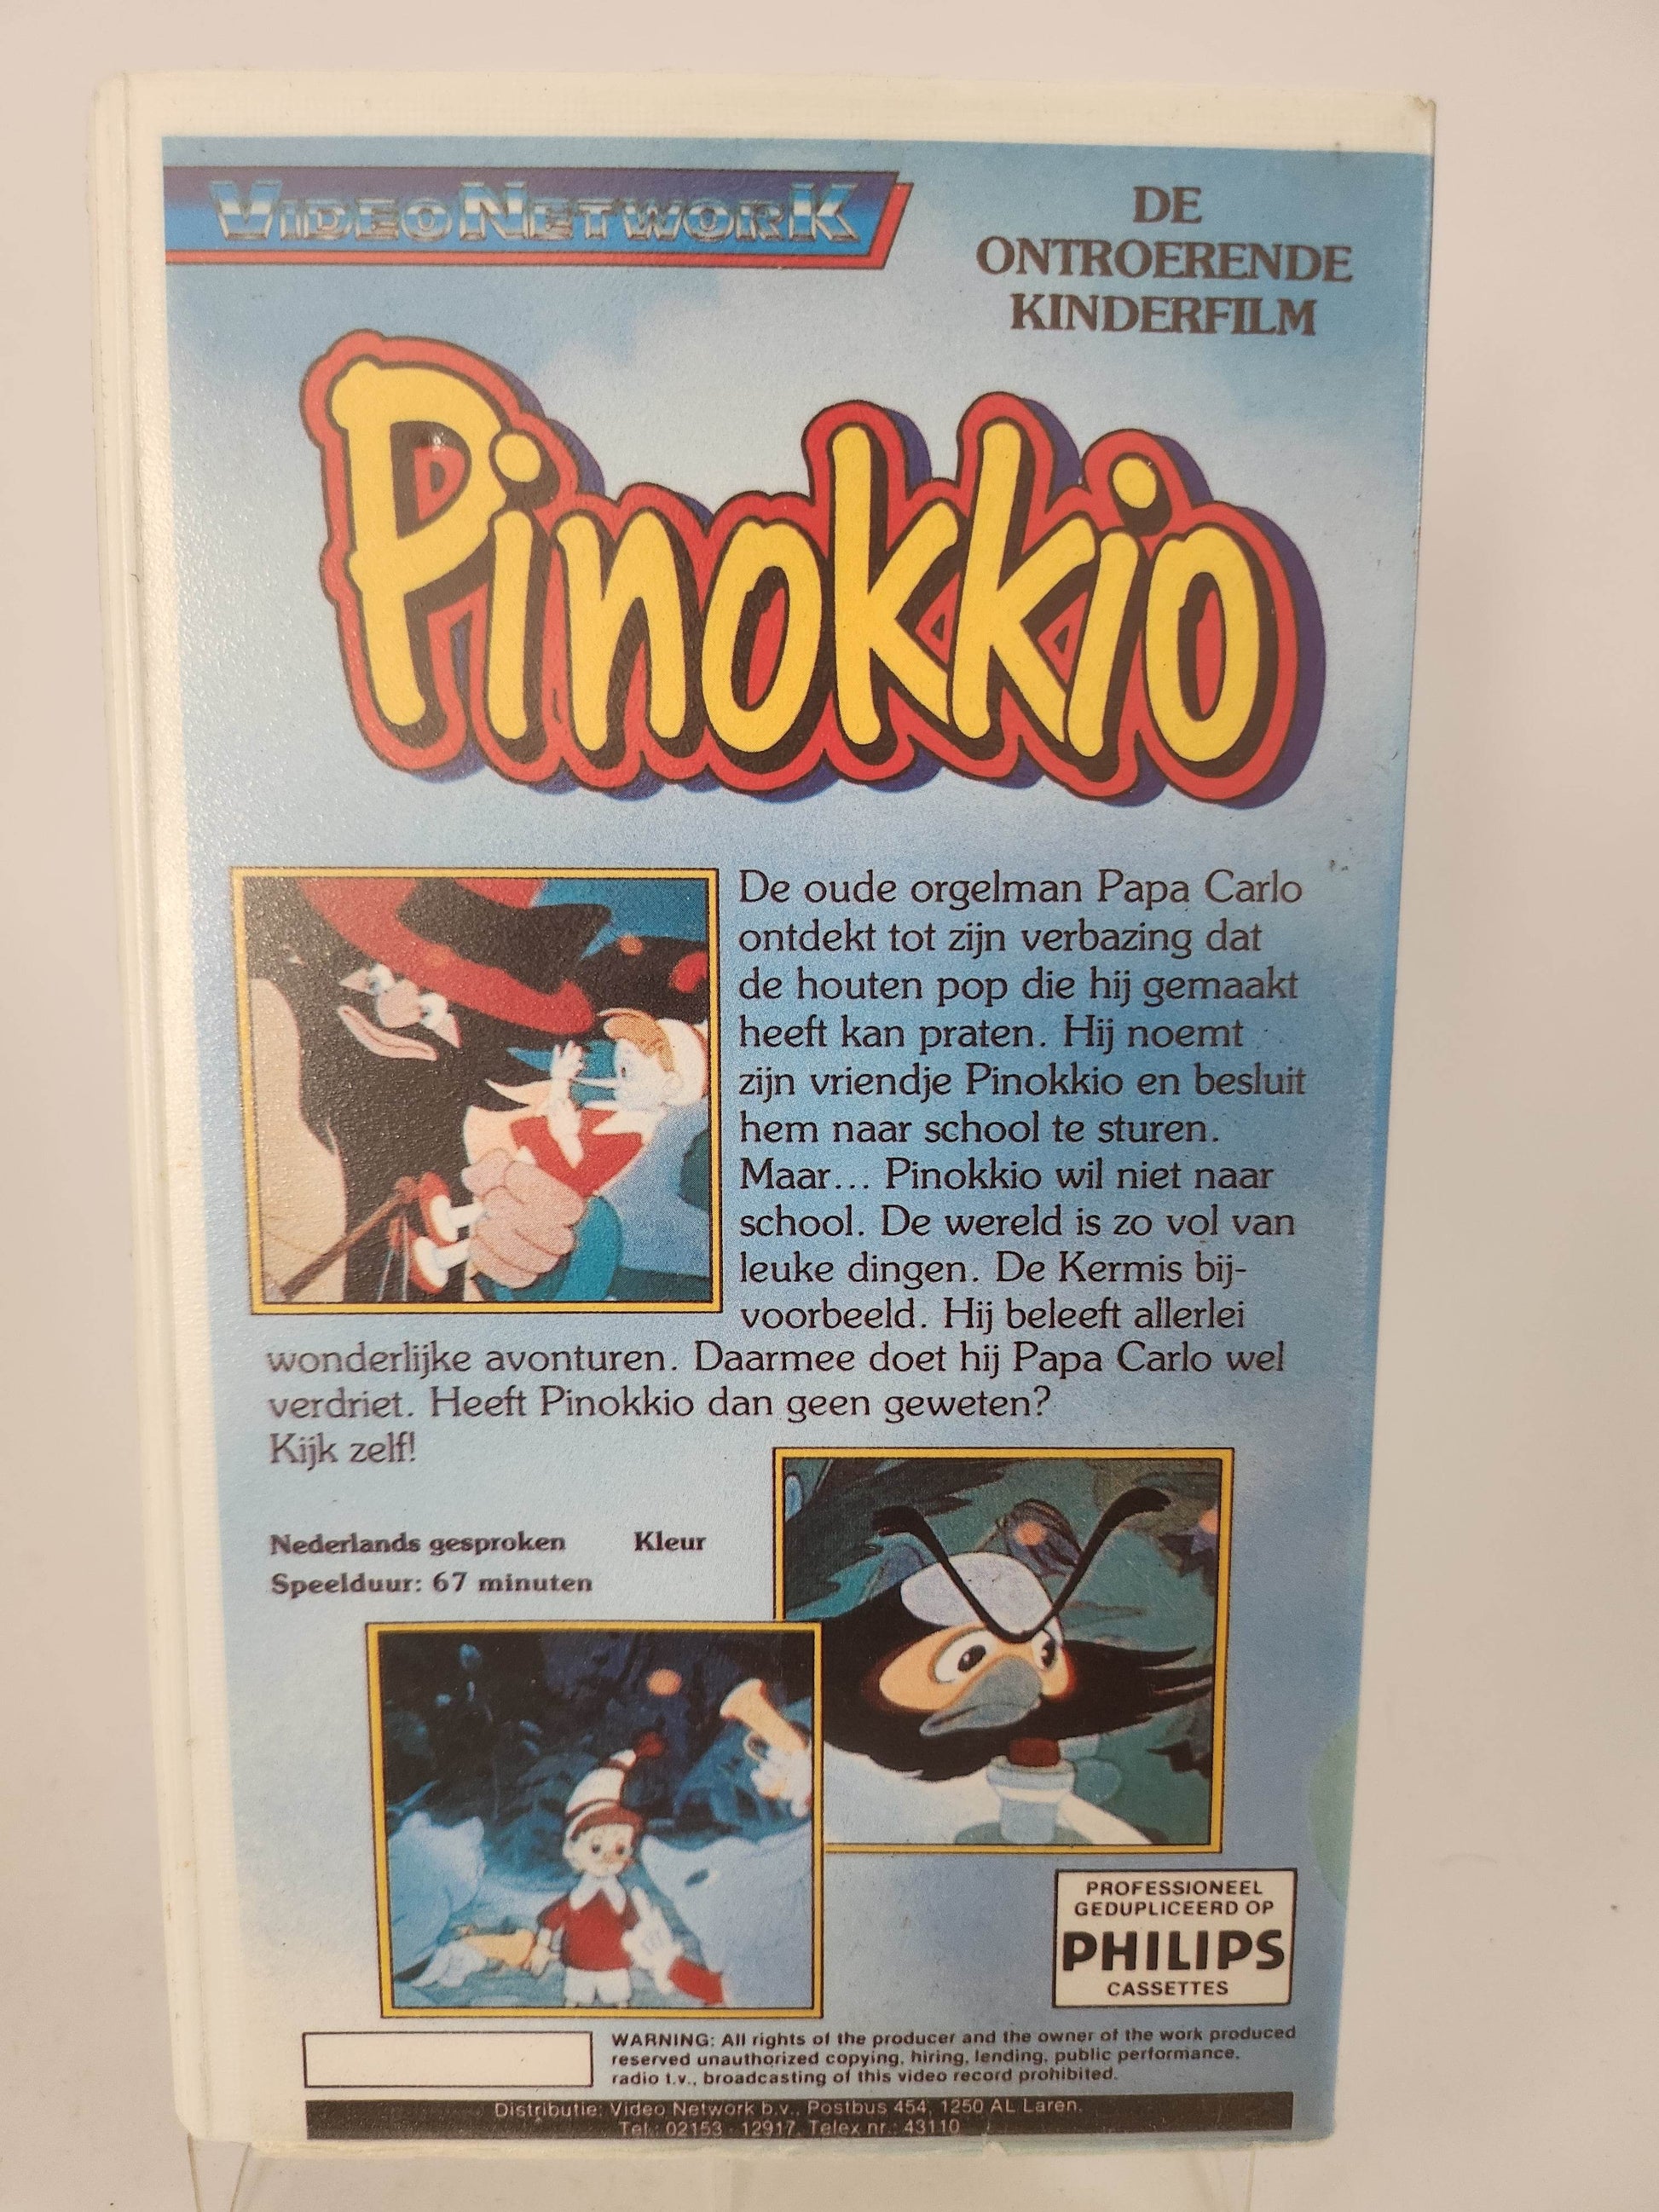 VIDEONETWORK
DE
ONTROERENDE
KINDERFILM
Pinokkio
De oude orgelman Papa Carlo
ontdekt tot zijn verbazing dat
de houten pop die hij gemaakt
heeft kan praten. Hij noemt
zijn vriendje Pinokkio en besluit
hem naar school te sturen.
Maar... Pinokkio wil niet naar
school. De wereld is zo vol van
leuke dingen. De Kermis bij-
voorbeeld. Hij beleeft allerlei
wonderlijke avonturen. Daarmee doet hij Papa Carlo wel
verdriet. Heeft Pinokkio dan geen geweten?
Kijk zelf!
Nederlands gesproken Kleur
Speelduur: 67 minuten
PROFESSIONEEL
GEDUPLICEERD OP
PHILIPS
CASSETTES
WARNING: All rights of the producer and the owner of the work produced
reserved unauthorized copying, hiring, lending, public performance.
radio t.v., broadcasting of this video record prohibited.
Distributie: Video Network b.v., Postbus 454, 1250 AL Laren.
Tel.: 02153 - 12917, Telex nr.: 43110